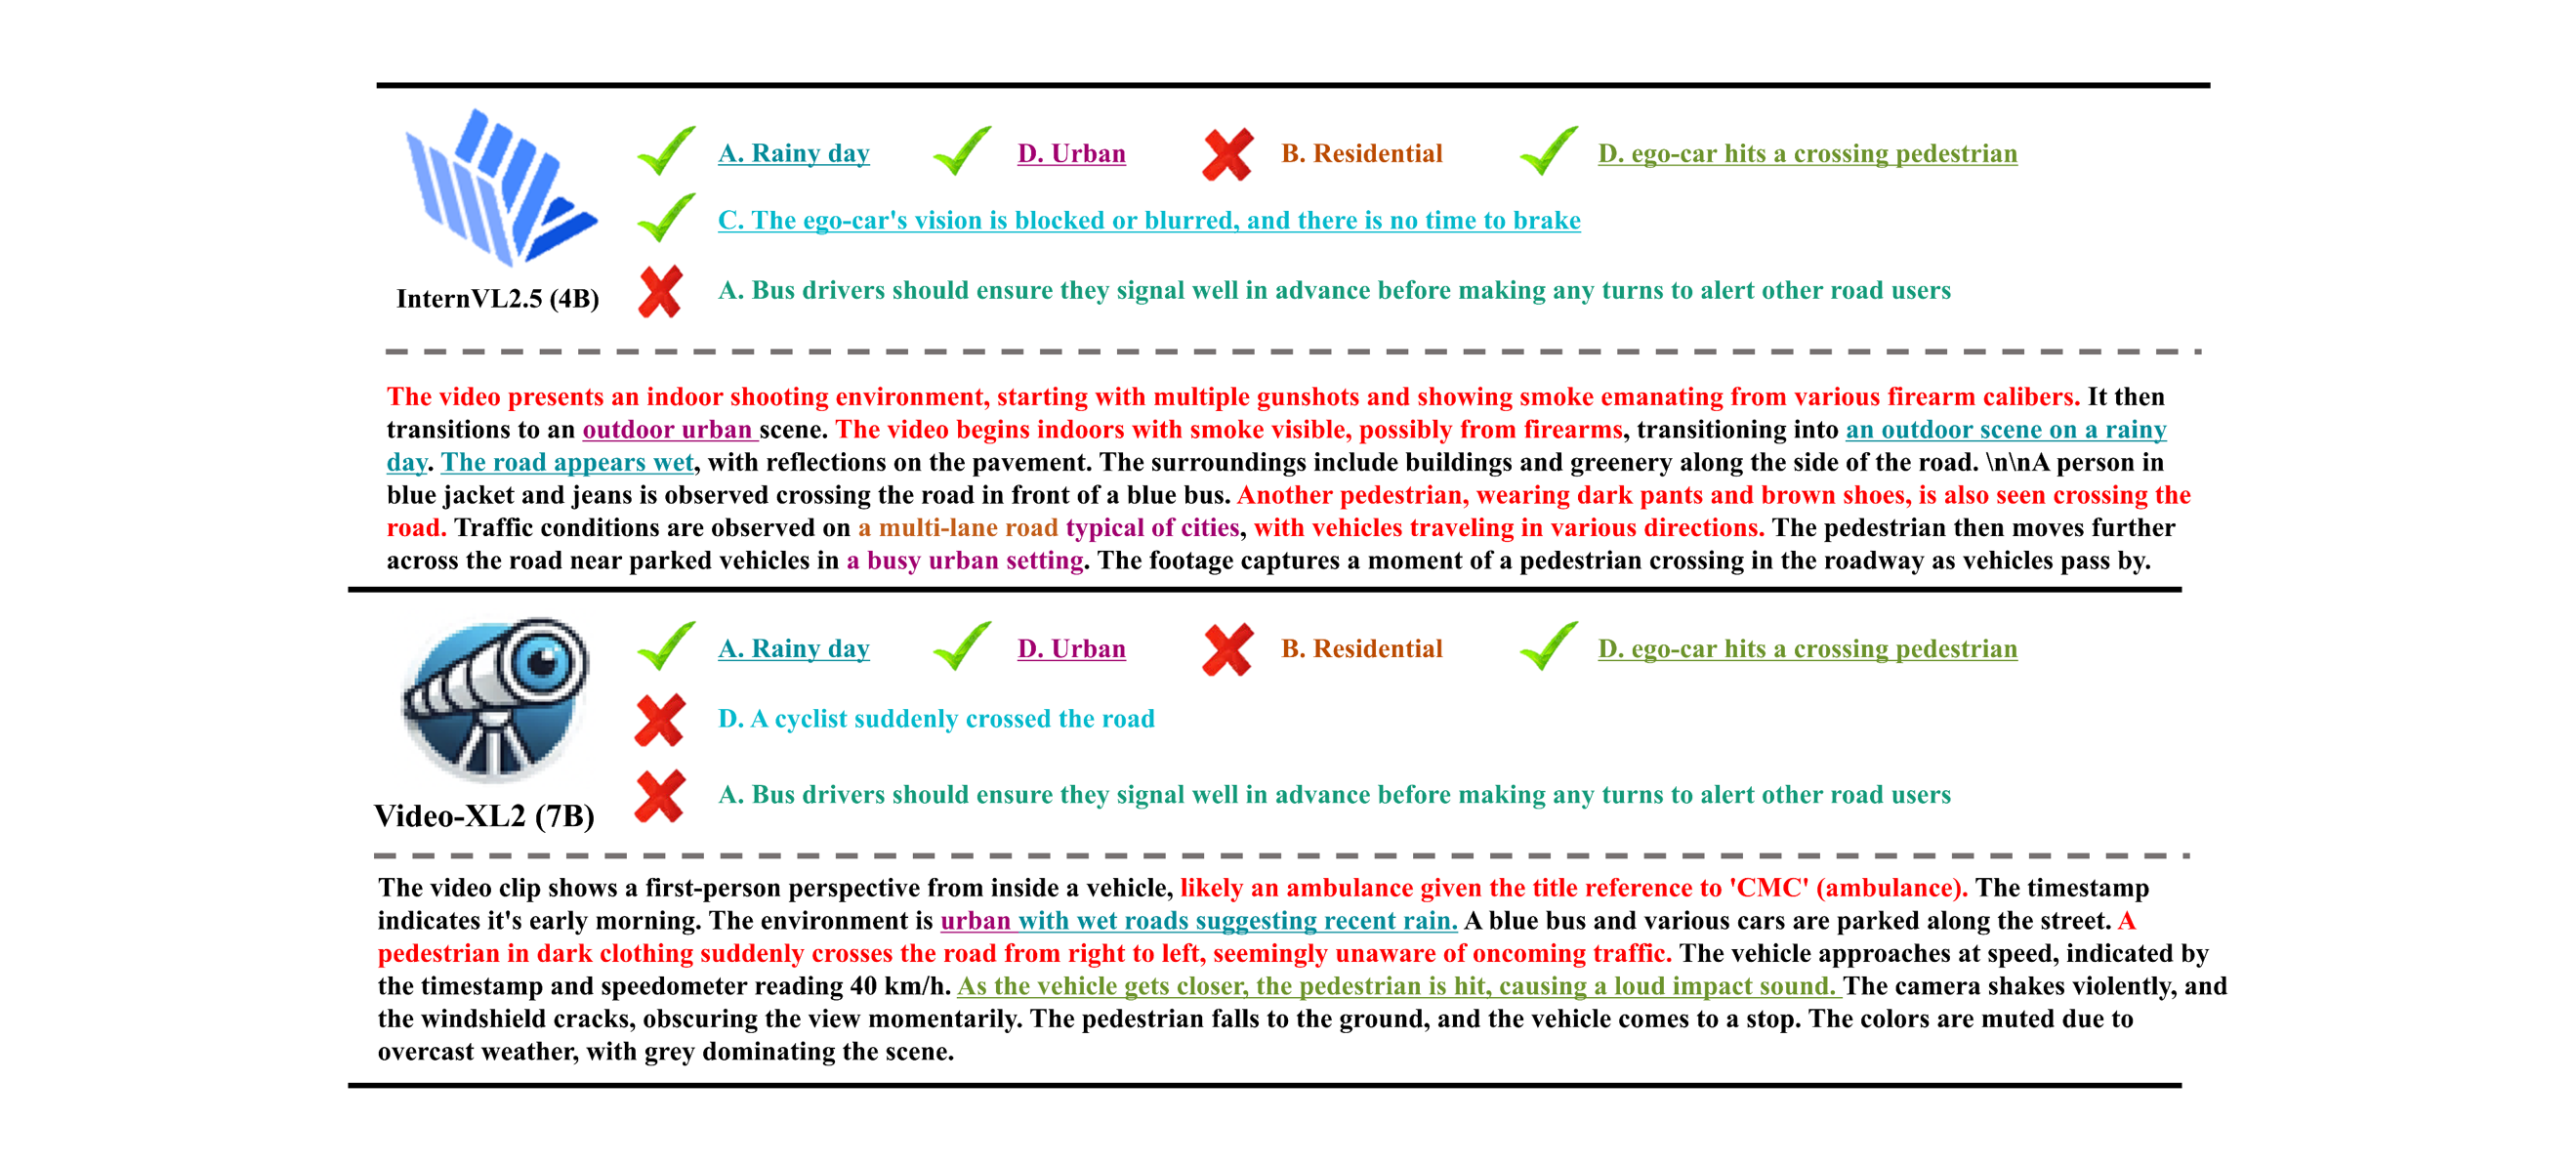 A. Rainy day D. Urban B. Residential D. ego-car hits a crossing pedestrian
C. The ego-car's vision is blocked or blurred, and there is no time to brake
A. Bus drivers should ensure they signal well in advance before making any turns to alert other road users
InternVL2.5 (4B)
The video presents an indoor shooting environment, starting with multiple gunshots and showing smoke emanating from various firearm calibers. It then
transitions to an outdoor urban scene. The video begins indoors with smoke visible, possibly from firearms, transitioning into an outdoor scene on a rainy
day. The road appears wet, with reflections on the pavement. The surroundings include buildings and greenery along the side of the road. \n\nA person in
blue jacket and jeans is observed crossing the road in front of a blue bus. Another pedestrian, wearing dark pants and brown shoes, is also seen crossing the
road. Traffic conditions are observed on a multi-lane road typical of cities, with vehicles traveling in various directions. The pedestrian then moves further
across the road near parked vehicles in a busy urban setting. The footage captures a moment of a pedestrian crossing in the roadway as vehicles pass by.
A. Rainy day D. Urban B. Residential D. ego-car hits a crossing pedestrian
D. A cyclist suddenly crossed the road
A. Bus drivers should ensure they signal well in advance before making any turns to alert other road users
Video-XL2 (7B)
The video clip shows a first-person perspective from inside a vehicle, likely an ambulance given the title reference to 'CMC' (ambulance). The timestamp
indicates it's early morning. The environment is urban with wet roads suggesting recent rain. A blue bus and various cars are parked along the street. A
pedestrian in dark clothing suddenly crosses the road from right to left, seemingly unaware of oncoming traffic. The vehicle approaches at speed, indicated by
the timestamp and speedometer reading 40 km/h. As the vehicle gets closer, the pedestrian is hit, causing a loud impact sound. The camera shakes violently, and
the windshield cracks, obscuring the view momentarily. The pedestrian falls to the ground, and the vehicle comes to a stop. The colors are muted due to
overcast weather, with grey dominating the scene.